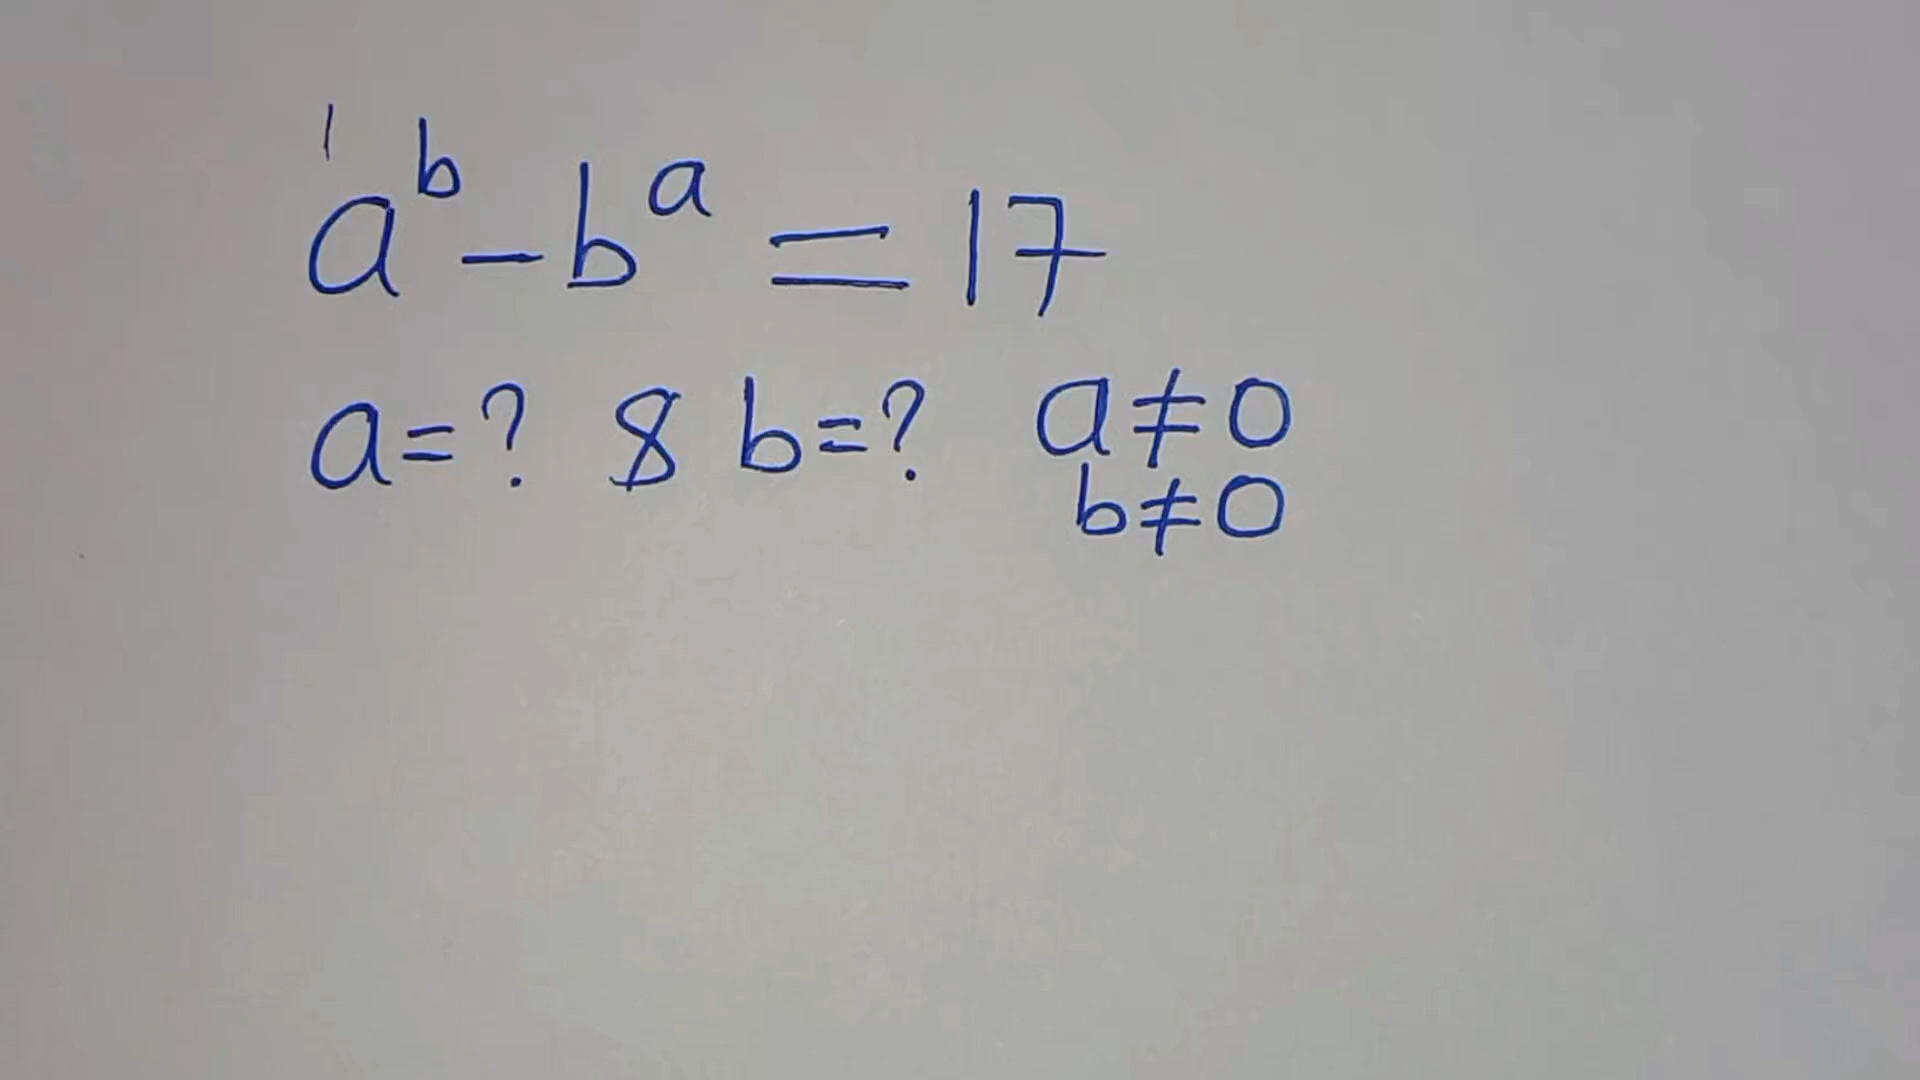 a^b - b^a = 17
a=? & b=? a≠0
b≠0